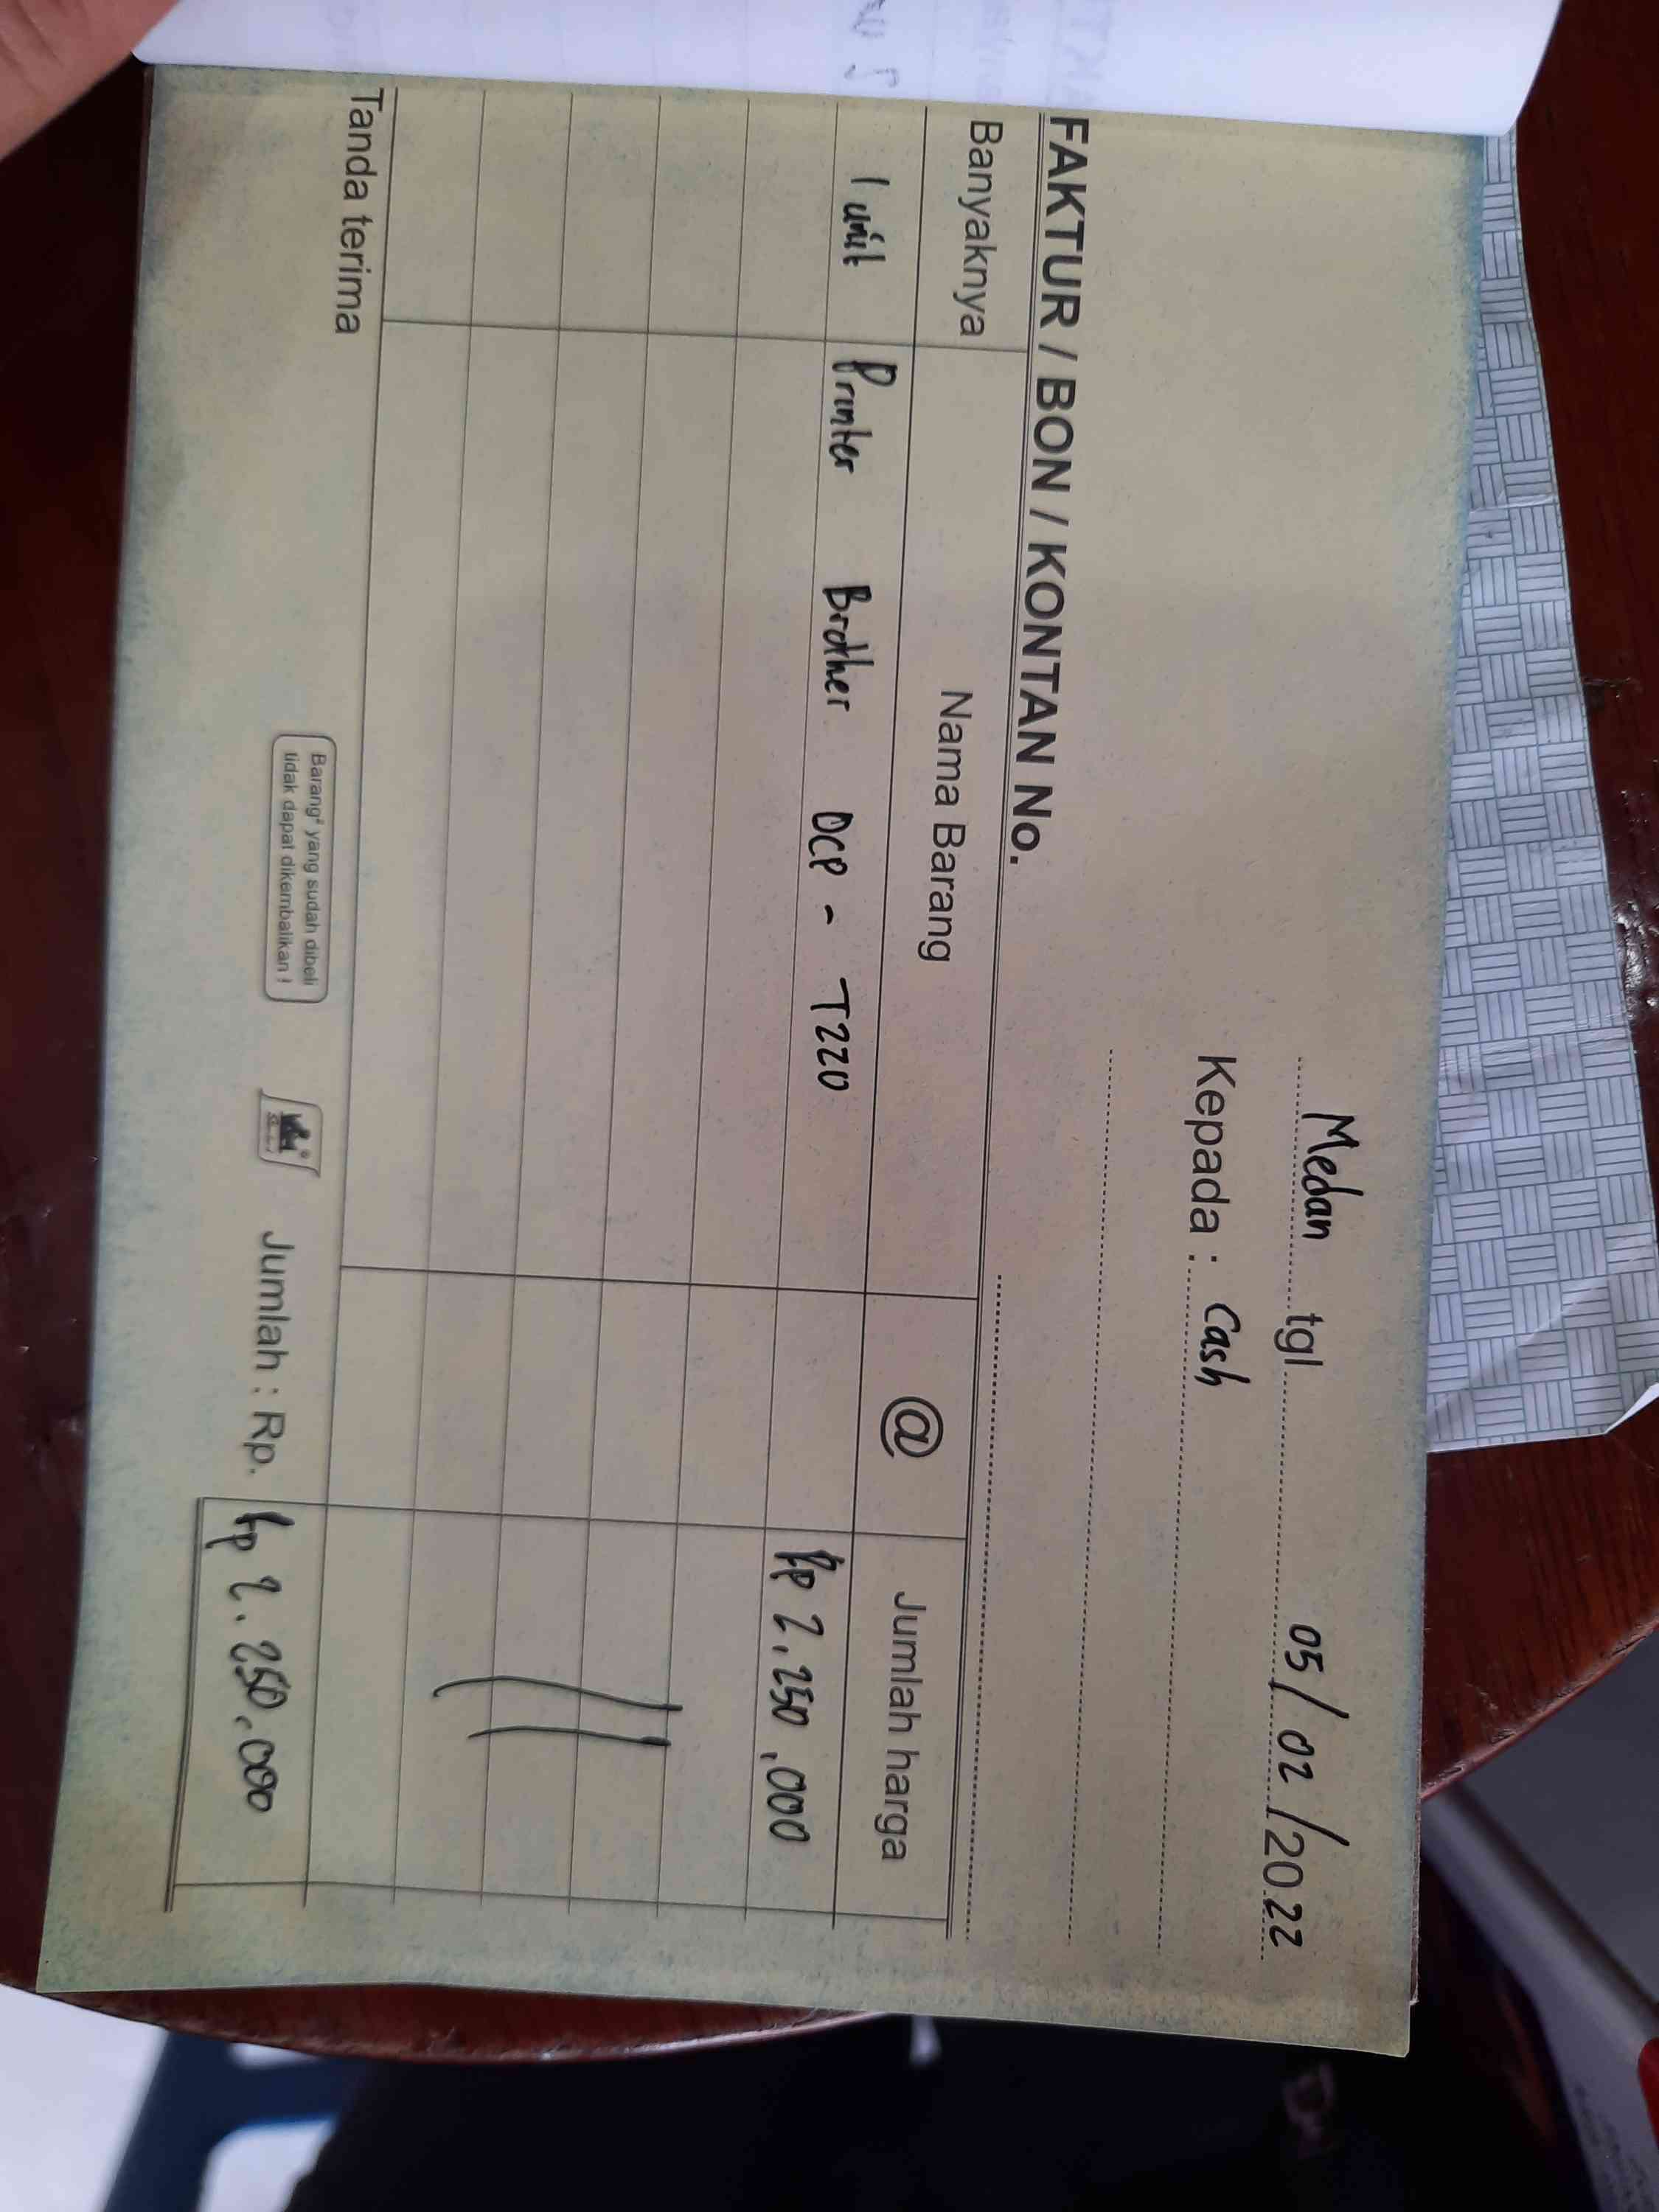 Medan tgl 05/02/2022
Kepada : Cash
FAKTUR / BON / KONTAN No.
Banyaknya Nama Barang @ Jumlah harga
1 unit Printer Brother DCP - T220 Rp 2.250.000
Tanda terima
Barang² yang sudah dibeli
tidak dapat dikembalikan !
Jumlah : Rp. Rp 2.250.000